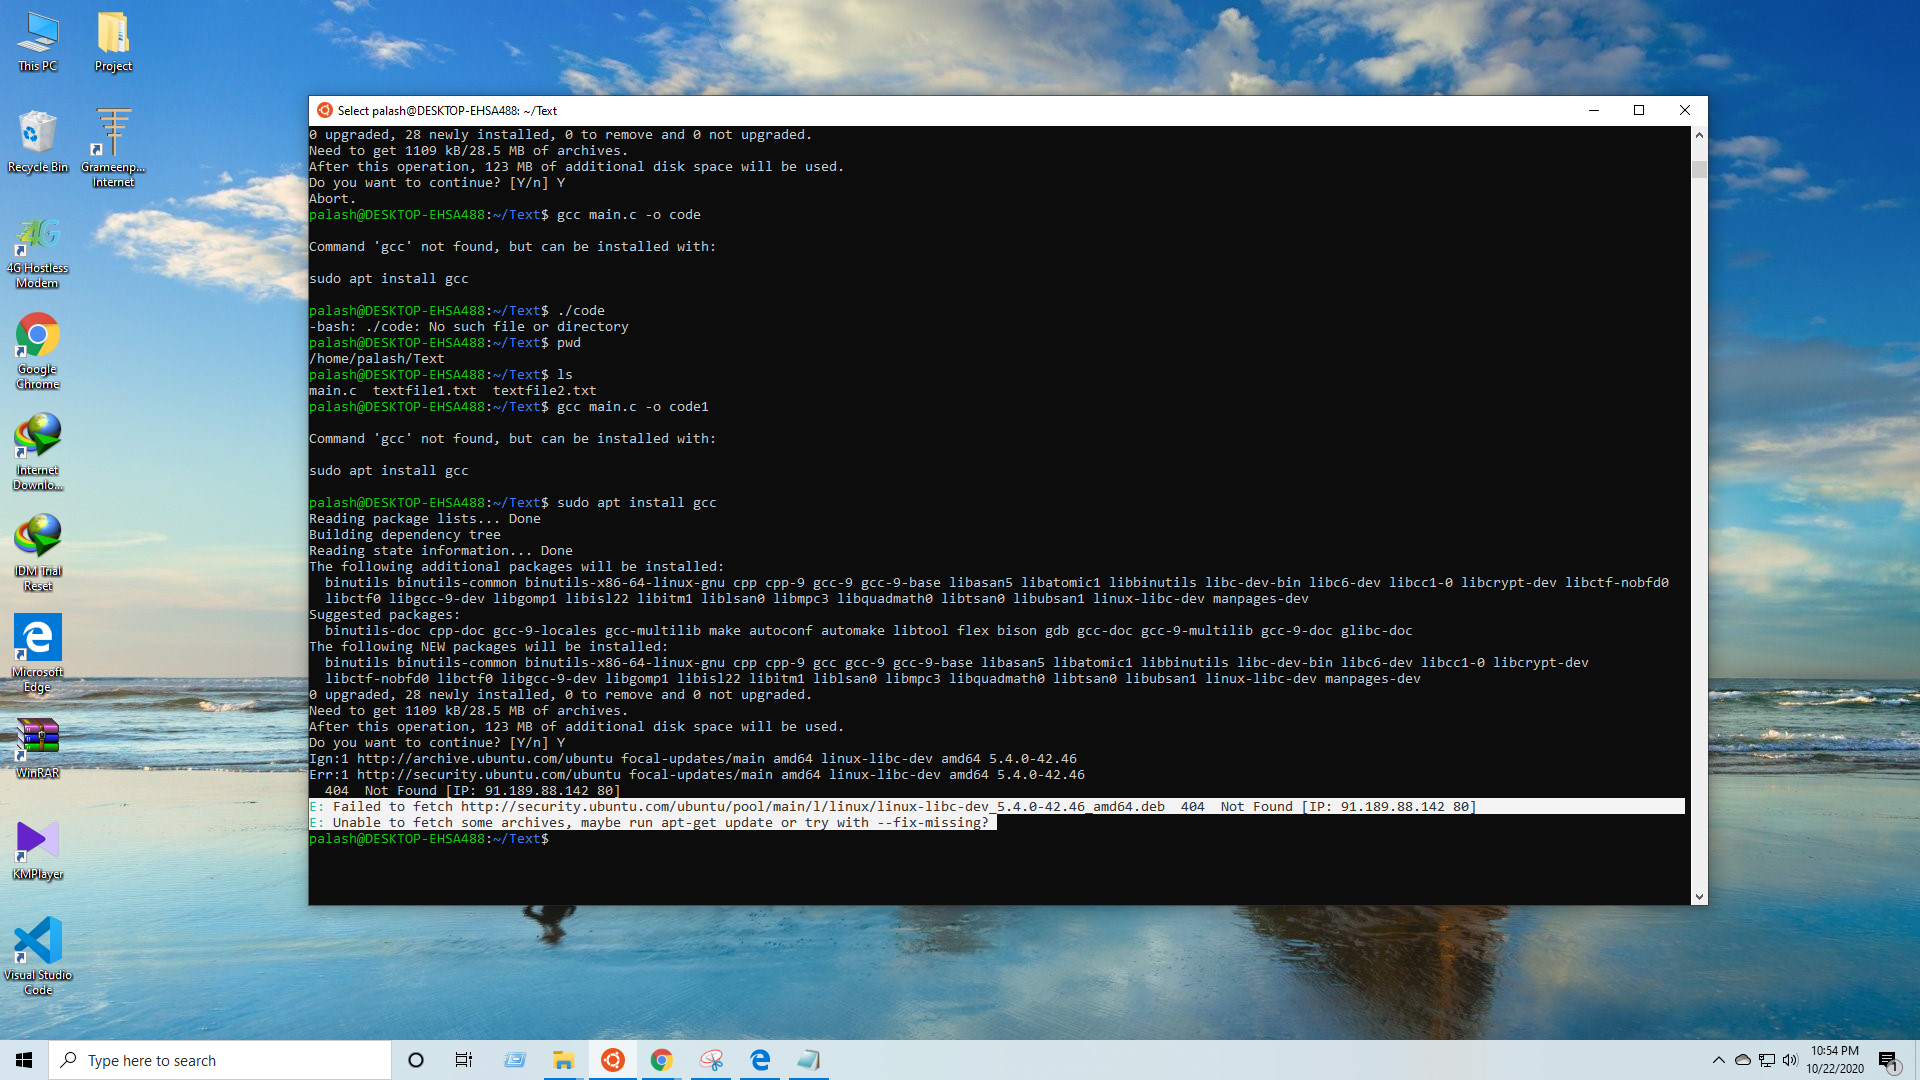 This PC
Project
Recycle Bin
Grameenp...
Internet
4G Hostless
Modem
Google
Chrome
Internet
Downlo...
IDM Trial
Reset
Microsoft
Edge
WinRAR
KMPlayer
Visual Studio
Code
Select palash@DESKTOP-EHSA488: ~/Text
0 upgraded, 28 newly installed, 0 to remove and 0 not upgraded.
Need to get 1109 kB/28.5 MB of archives.
After this operation, 123 MB of additional disk space will be used.
Do you want to continue? [Y/n] Y
Abort.
palash@DESKTOP-EHSA488:~/Text$ gcc main.c -o code
Command 'gcc' not found, but can be installed with:
sudo apt install gcc
palash@DESKTOP-EHSA488:~/Text$ ./code
-bash: ./code: No such file or directory
palash@DESKTOP-EHSA488:~/Text$ pwd
/home/palash/Text
palash@DESKTOP-EHSA488:~/Text$ ls
main.c  textfile1.txt  textfile2.txt
palash@DESKTOP-EHSA488:~/Text$ gcc main.c -o code1
Command 'gcc' not found, but can be installed with:
sudo apt install gcc
palash@DESKTOP-EHSA488:~/Text$ sudo apt install gcc
Reading package lists... Done
Building dependency tree
Reading state information... Done
The following additional packages will be installed:
  binutils binutils-common binutils-x86-64-linux-gnu cpp cpp-9 gcc-9 gcc-9-base libasan5 libatomic1 libbinutils libc-dev-bin libc6-dev libcc1-0 libcrypt-dev libctf-nobfd0
  libctf0 libgcc-9-dev libgomp1 libisl22 libitm1 liblsan0 libmpc3 libquadmath0 libtsan0 libubsan1 linux-libc-dev manpages-dev
Suggested packages:
  binutils-doc cpp-doc gcc-9-locales gcc-multilib make autoconf automake libtool flex bison gdb gcc-doc gcc-9-multilib gcc-9-doc glibc-doc
The following NEW packages will be installed:
  binutils binutils-common binutils-x86-64-linux-gnu cpp cpp-9 gcc gcc-9 gcc-9-base libasan5 libatomic1 libbinutils libc-dev-bin libc6-dev libcc1-0 libcrypt-dev
  libctf-nobfd0 libctf0 libgcc-9-dev libgomp1 libisl22 libitm1 liblsan0 libmpc3 libquadmath0 libtsan0 libubsan1 linux-libc-dev manpages-dev
0 upgraded, 28 newly installed, 0 to remove and 0 not upgraded.
Need to get 1109 kB/28.5 MB of archives.
After this operation, 123 MB of additional disk space will be used.
Do you want to continue? [Y/n] Y
Ign:1 http://archive.ubuntu.com/ubuntu focal-updates/main amd64 linux-libc-dev amd64 5.4.0-42.46
Err:1 http://security.ubuntu.com/ubuntu focal-updates/main amd64 linux-libc-dev amd64 5.4.0-42.46
  404  Not Found [IP: 91.189.88.142 80]
E: Failed to fetch http://security.ubuntu.com/ubuntu/pool/main/l/linux/linux-libc-dev_5.4.0-42.46_amd64.deb  404  Not Found [IP: 91.189.88.142 80]
E: Unable to fetch some archives, maybe run apt-get update or try with --fix-missing?
palash@DESKTOP-EHSA488:~/Text$
Type here to search
10:54 PM
10/22/2020
1